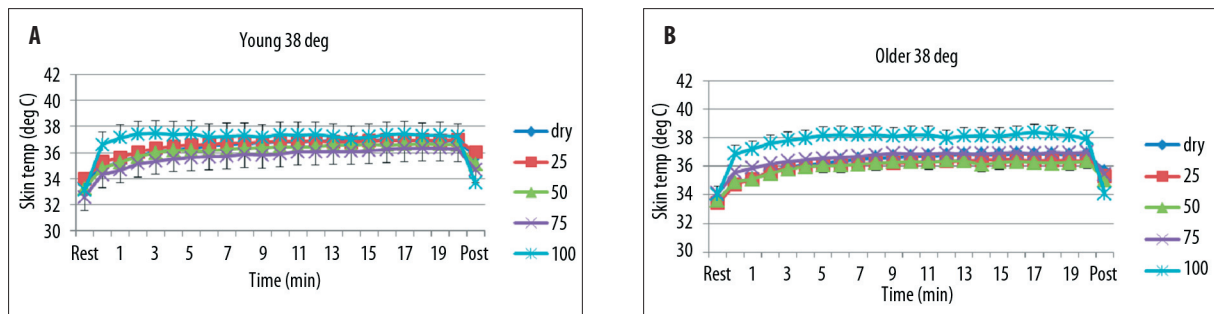 A
Young 38 deg
Skin temp (deg C)
42
40
38
36
34
32
30
Rest 1 3 5 7 9 11 13 15 17 19 Post
Time (min)
dry
25
50
75
100
B
Older 38 deg
Skin temp (deg C)
42
40
38
36
34
32
30
Rest 1 3 5 7 9 11 13 15 17 19 Post
Time (min)
dry
25
50
75
100